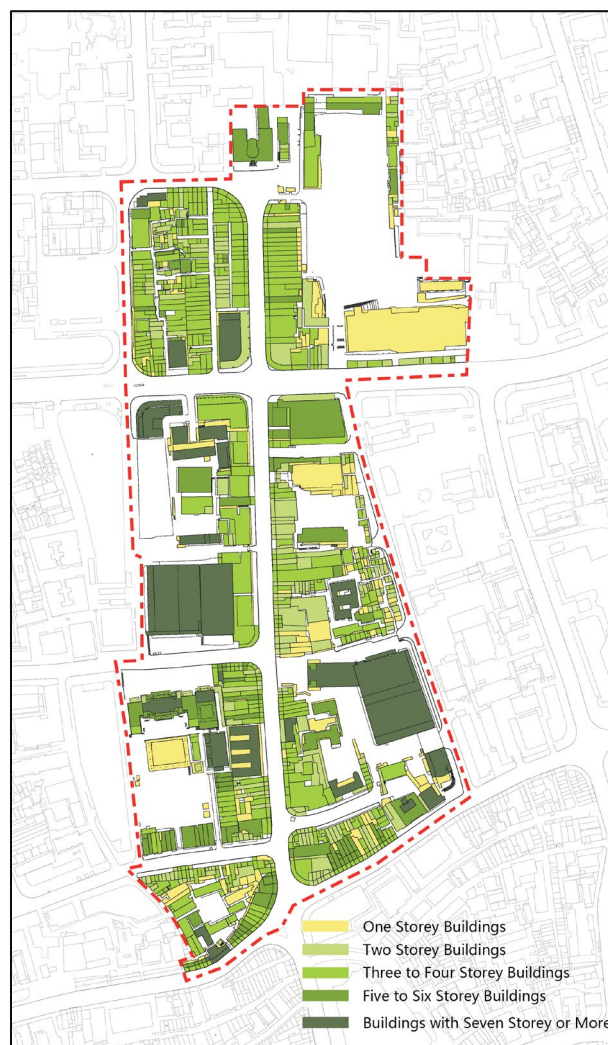 One Storey Buildings
Two Storey Buildings
Three to Four Storey Buildings
Five to Six Storey Buildings
Buildings with Seven Storey or More